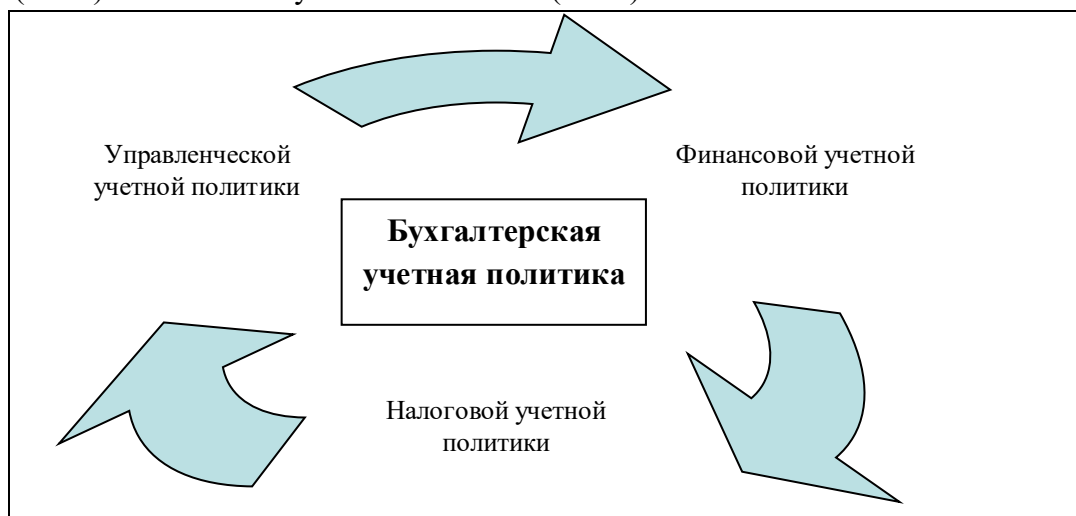 Управленческой
учетной политики
Финансовой учетной
политики
Бухгалтерская
учетная политика
Налоговой учетной
политики